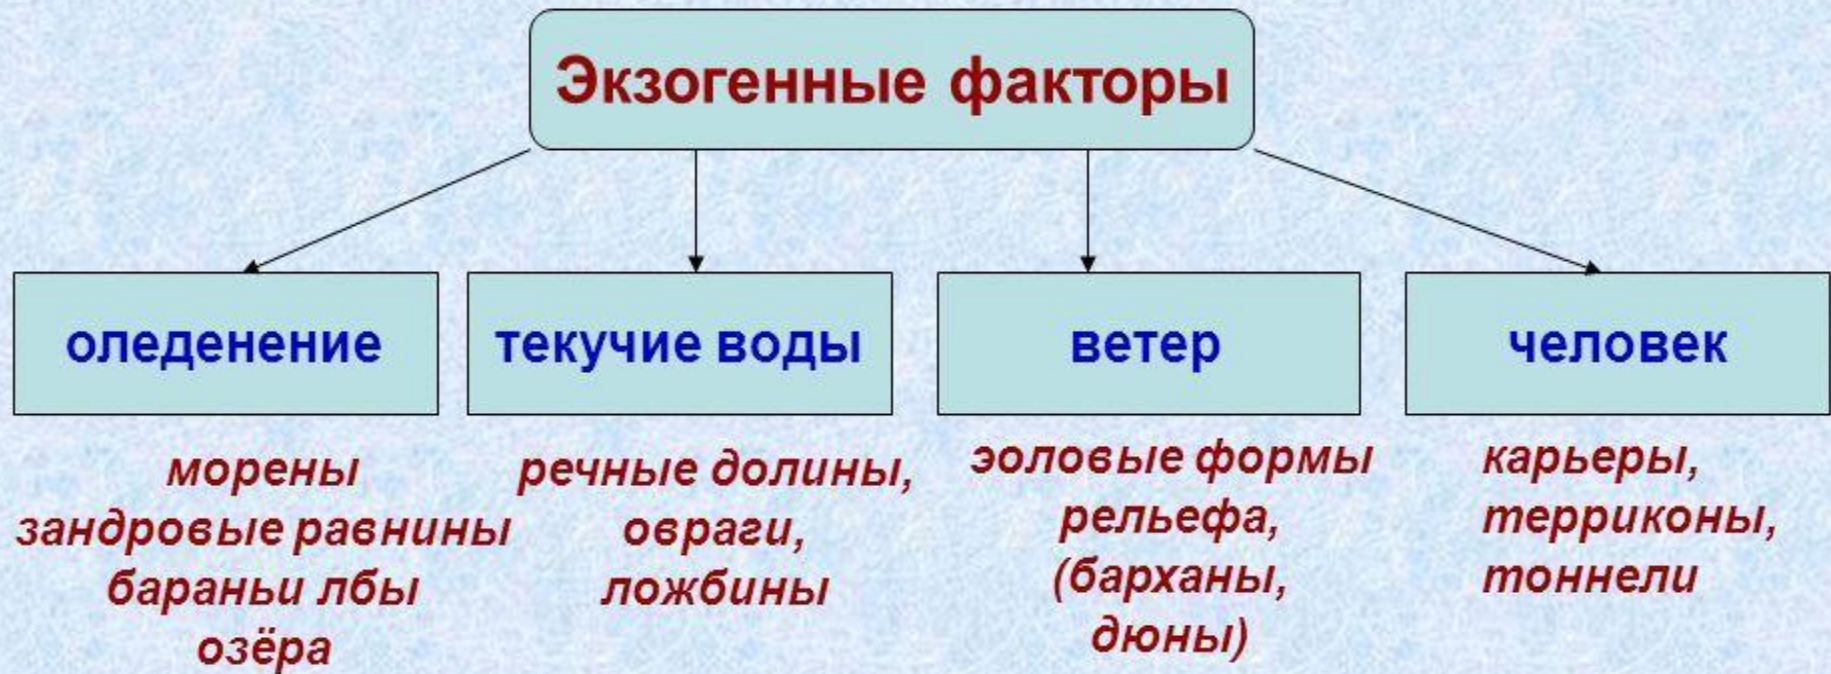 Экзогенные факторы
оледенение
текучие воды
ветер
человек
морены
зандровые равнины
бараньи лбы
озёра
речные долины,
овраги,
ложбины
эоловые формы
рельефа,
(барханы,
дюны)
карьеры,
терриконы,
тоннели